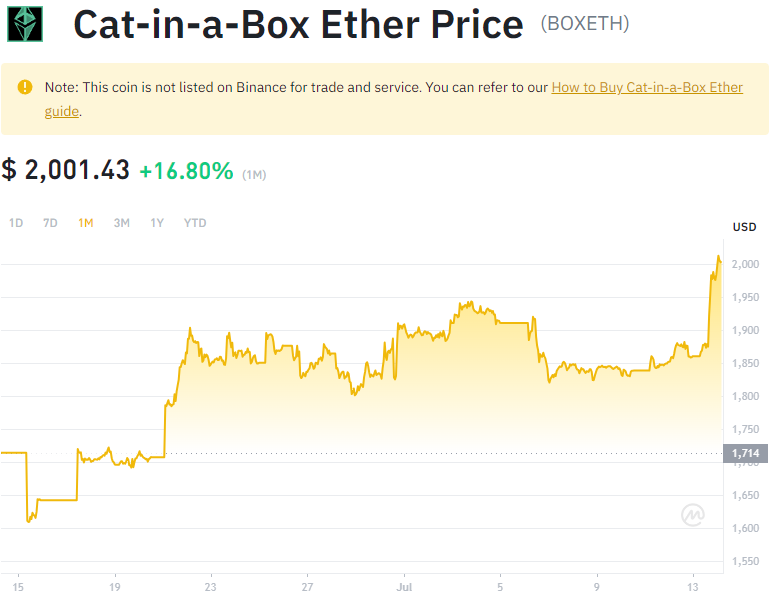 Cat-in-a-Box Ether Price (BOXETH)
Note: This coin is not listed on Binance for trade and service. You can refer to our How to Buy Cat-in-a-Box Ether
guide.
$ 2,001.43 +16.80% (1M)
1D 7D 1M 3M 1Y YTD
USD
2,000
1,950
1,900
1,850
1,800
1,750
1,714
1,700
1,650
1,600
1,550
15 19 23 27 Jul 5 9 13